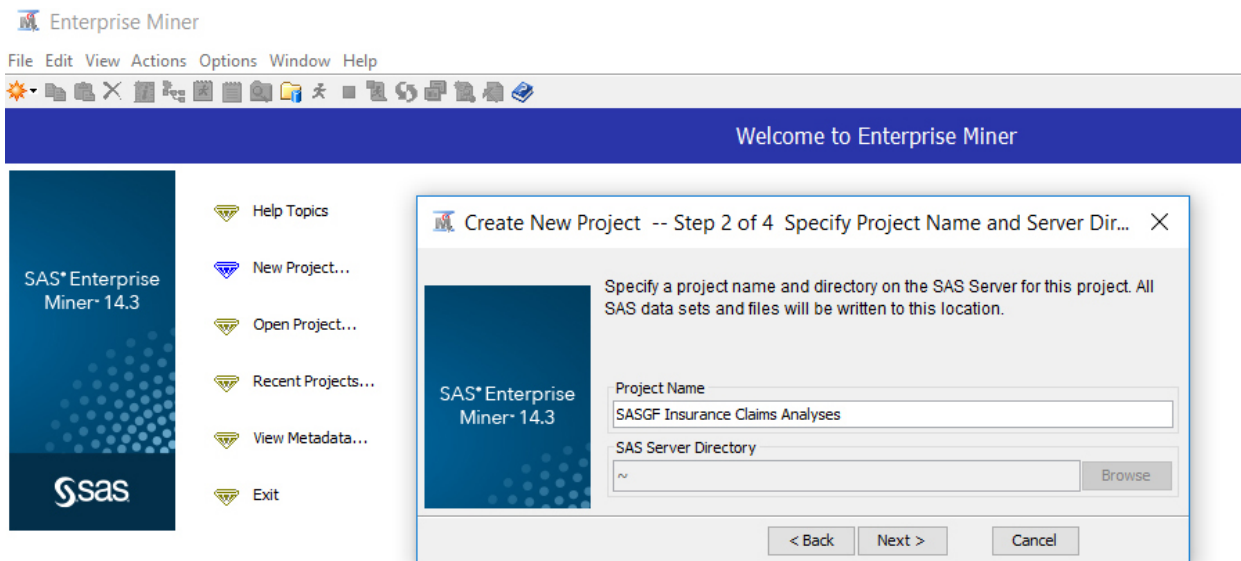 Enterprise Miner
File Edit View Actions Options Window Help
Welcome to Enterprise Miner
SAS® Enterprise
Miner™ 14.3
sas
Help Topics
New Project...
Open Project...
Recent Projects...
View Metadata...
Exit
Create New Project -- Step 2 of 4 Specify Project Name and Server Dir...
Specify a project name and directory on the SAS Server for this project. All
SAS data sets and files will be written to this location.
SAS® Enterprise
Miner™ 14.3
Project Name
SASGF Insurance Claims Analyses
SAS Server Directory
~
Browse
< Back
Next >
Cancel